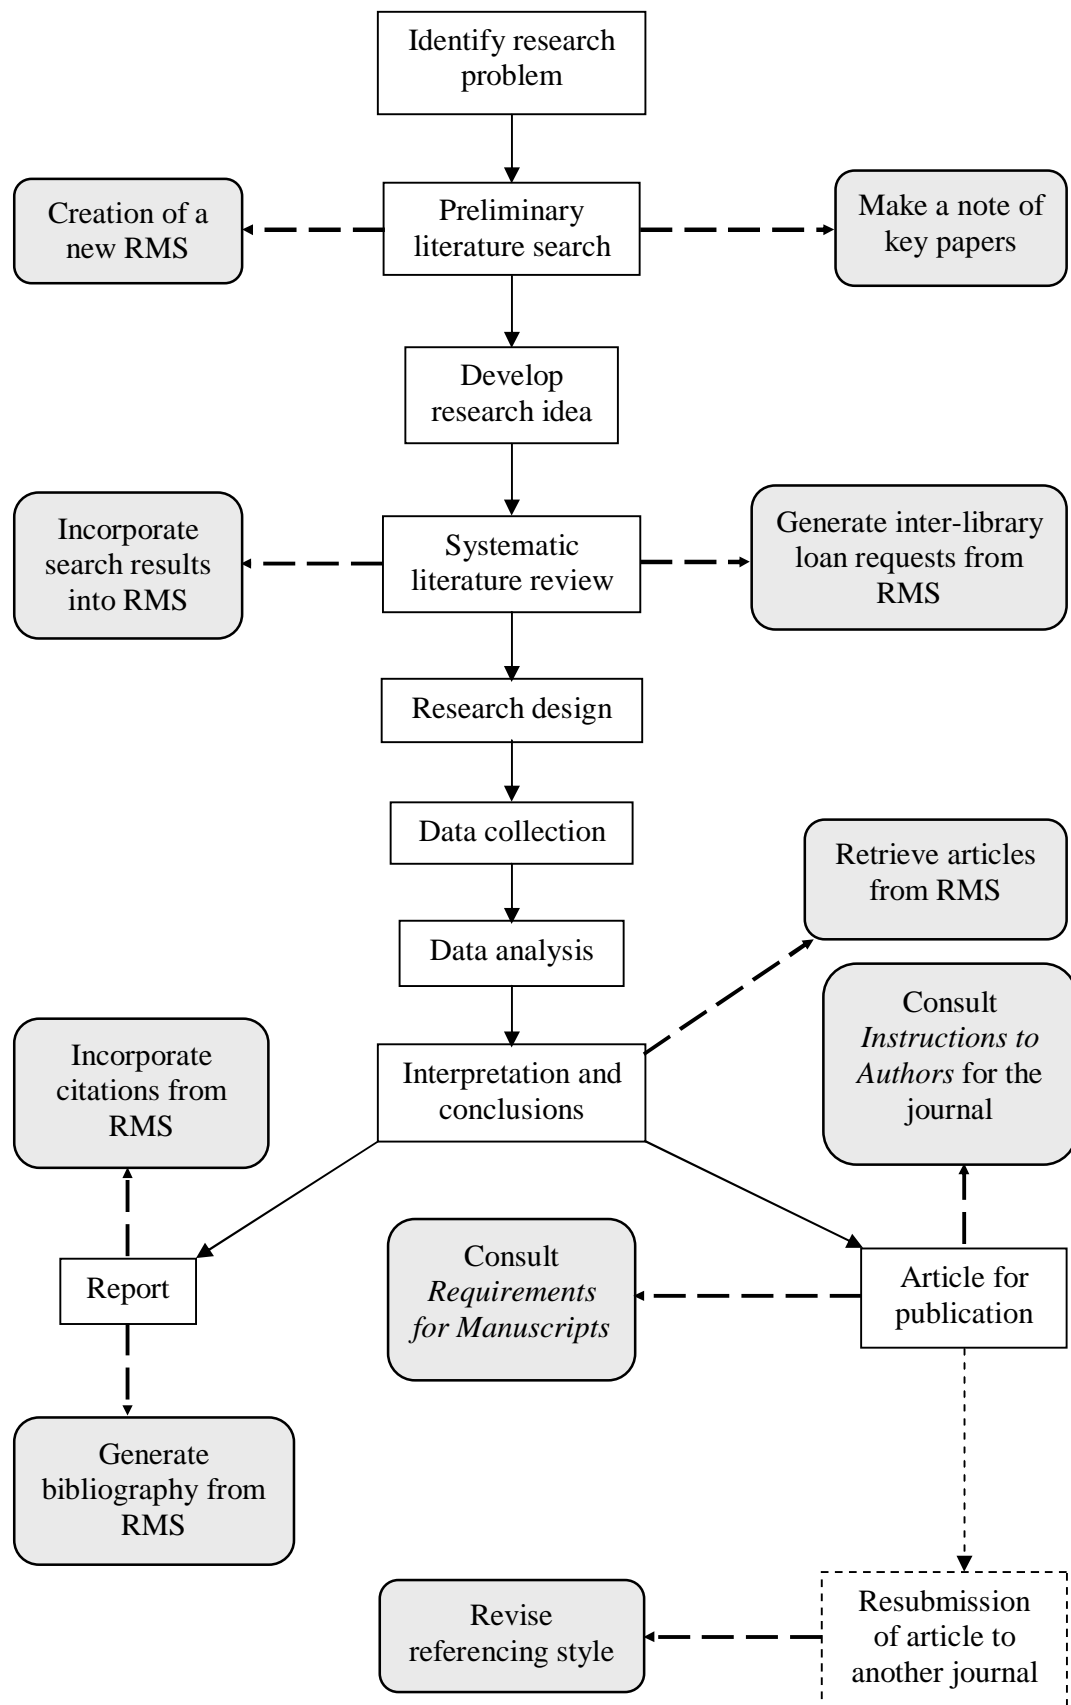 Identify research
problem
Creation of a
new RMS
Preliminary
literature search
Make a note of
key papers
Develop
research idea
Incorporate
search results
into RMS
Systematic
literature review
Generate inter-library
loan requests from
RMS
Research design
Data collection
Retrieve articles
from RMS
Data analysis
Consult
Instructions to
Authors for the
journal
Incorporate
citations from
RMS
Interpretation and
conclusions
Report
Consult
Requirements
for Manuscripts
Article for
publication
Generate
bibliography from
RMS
Revise
referencing style
Resubmission
of article to
another journal